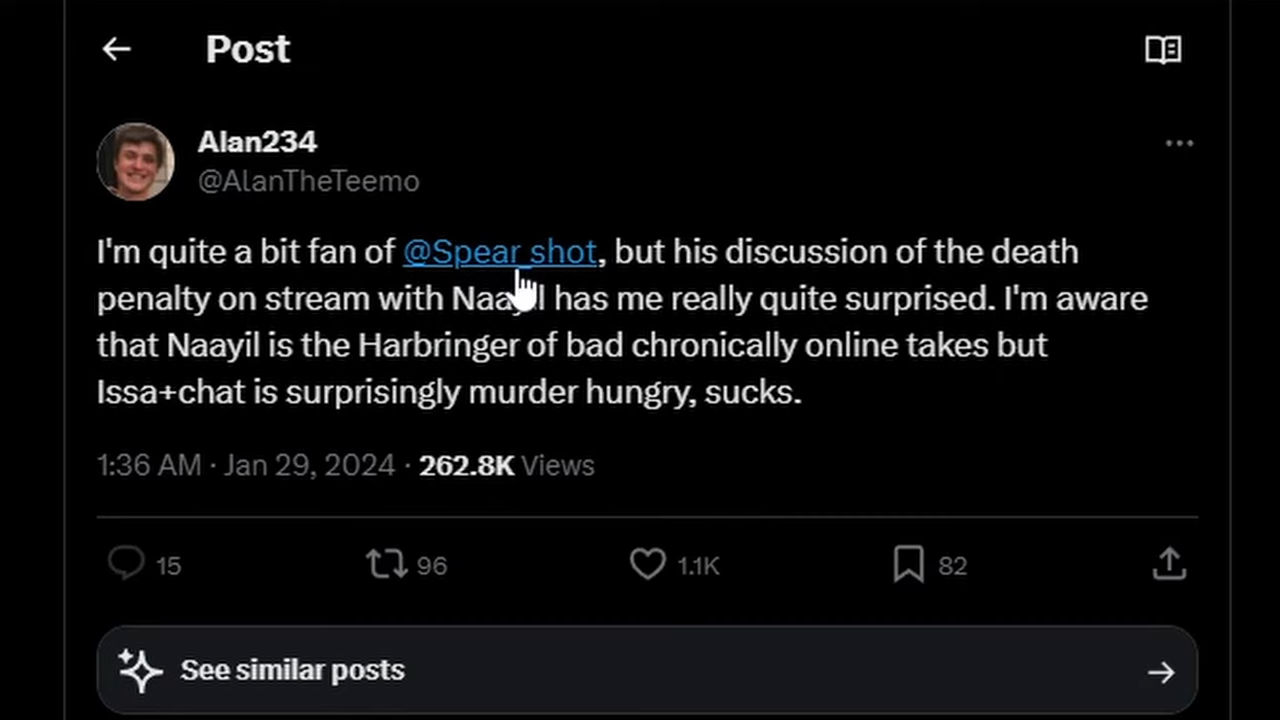 Post
Alan234
@AlanTheTeemo
I'm quite a bit fan of @Spear_shot, but his discussion of the death
penalty on stream with Naayil has me really quite surprised. I'm aware
that Naayil is the Harbringer of bad chronically online takes but
Issa+chat is surprisingly murder hungry, sucks.
1:36 AM · Jan 29, 2024 · 262.8K Views
15 96 1.1K 82
See similar posts